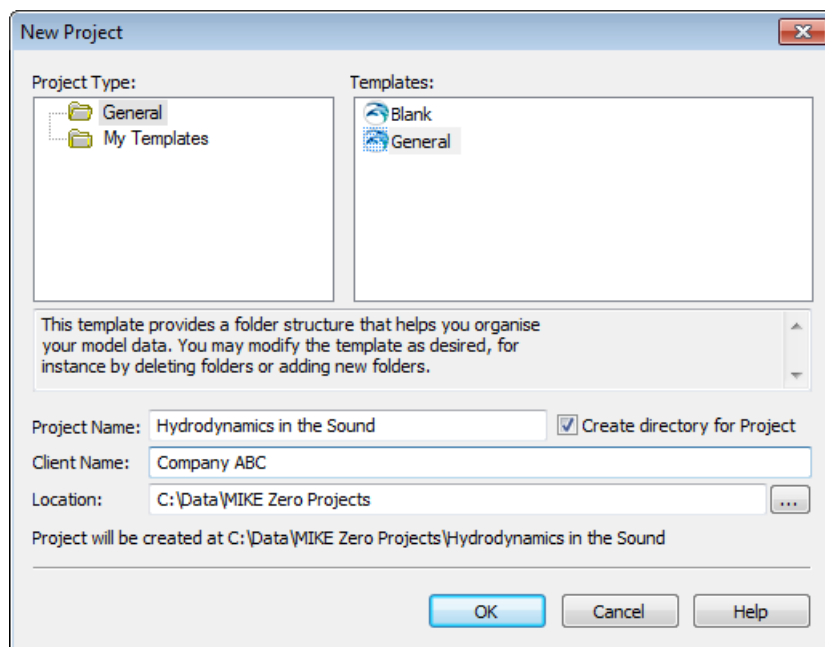 New Project
Project Type:
Templates:
General
My Templates
Blank
General
This template provides a folder structure that helps you organise
your model data. You may modify the template as desired, for
instance by deleting folders or adding new folders.
Project Name: Hydrodynamics in the Sound Create directory for Project
Client Name: Company ABC
Location: C:\Data\MIKE Zero Projects ...
Project will be created at C:\Data\MIKE Zero Projects\Hydrodynamics in the Sound
OK Cancel Help